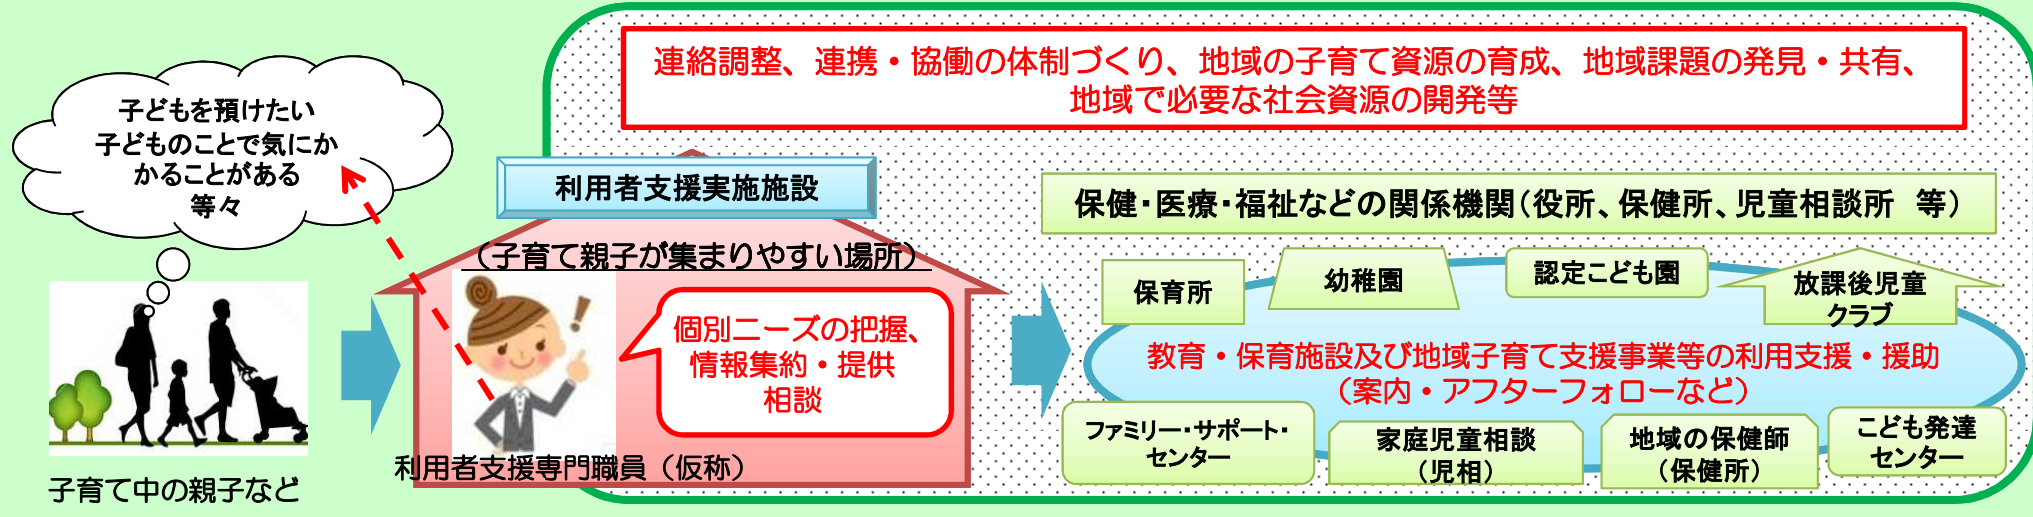 連絡調整、連携・協働の体制づくり、地域の子育て資源の育成、地域課題の発見・共有、
地域で必要な社会資源の開発等
子どもを預けたい
子どものことで気にか
かることがある
等々
子育て中の親子など
利用者支援実施施設
（子育て親子が集まりやすい場所）
個別ニーズの把握、
情報集約・提供
相談
利用者支援専門職員（仮称）
保健・医療・福祉などの関係機関（役所、保健所、児童相談所　等）
保育所
幼稚園
認定こども園
放課後児童
クラブ
教育・保育施設及び地域子育て支援事業等の利用支援・援助
（案内・アフターフォローなど）
ファミリー・サポート・
センター
家庭児童相談
（児相）
地域の保健師
（保健所）
こども発達
センター